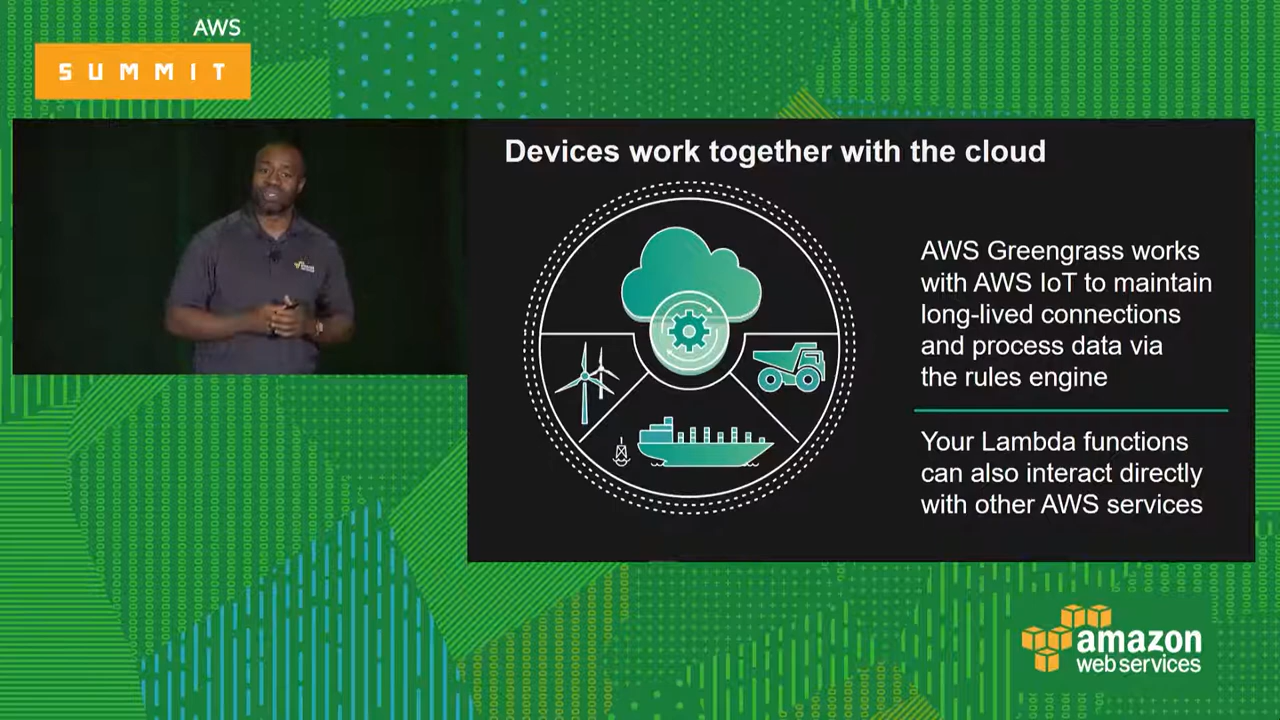 AWS
SUMMIT
Devices work together with the cloud
AWS Greengrass works
with AWS IoT to maintain
long-lived connections
and process data via
the rules engine
Your Lambda functions
can also interact directly
with other AWS services
amazon
web services